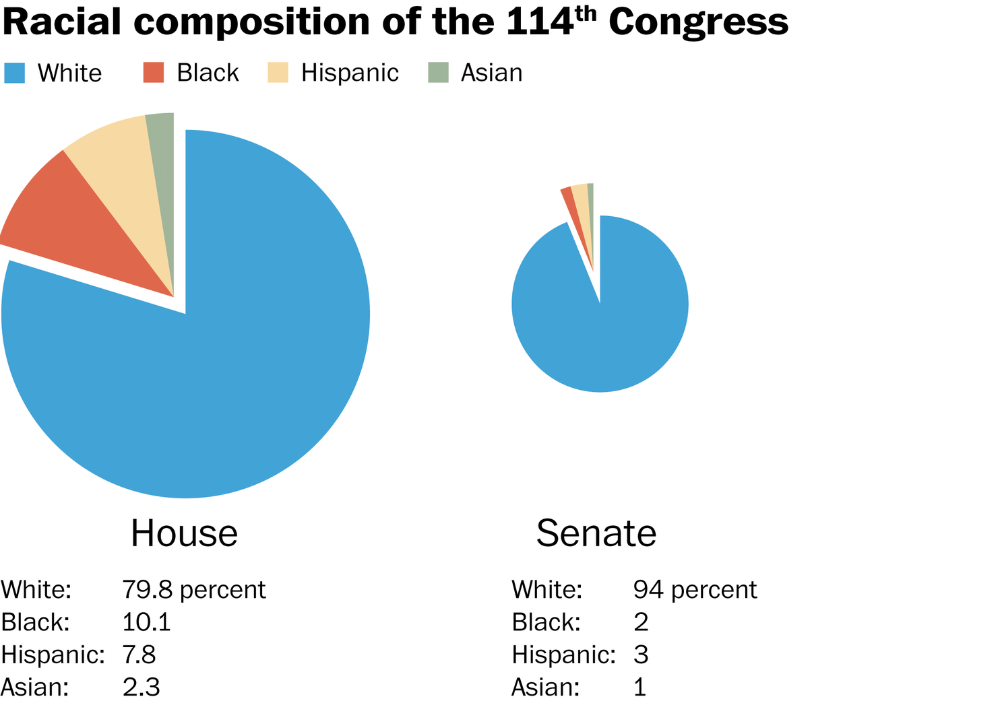 Racial composition of the 114th Congress
White Black Hispanic Asian
House
White: 79.8 percent
Black: 10.1
Hispanic: 7.8
Asian: 2.3
Senate
White: 94 percent
Black: 2
Hispanic: 3
Asian: 1